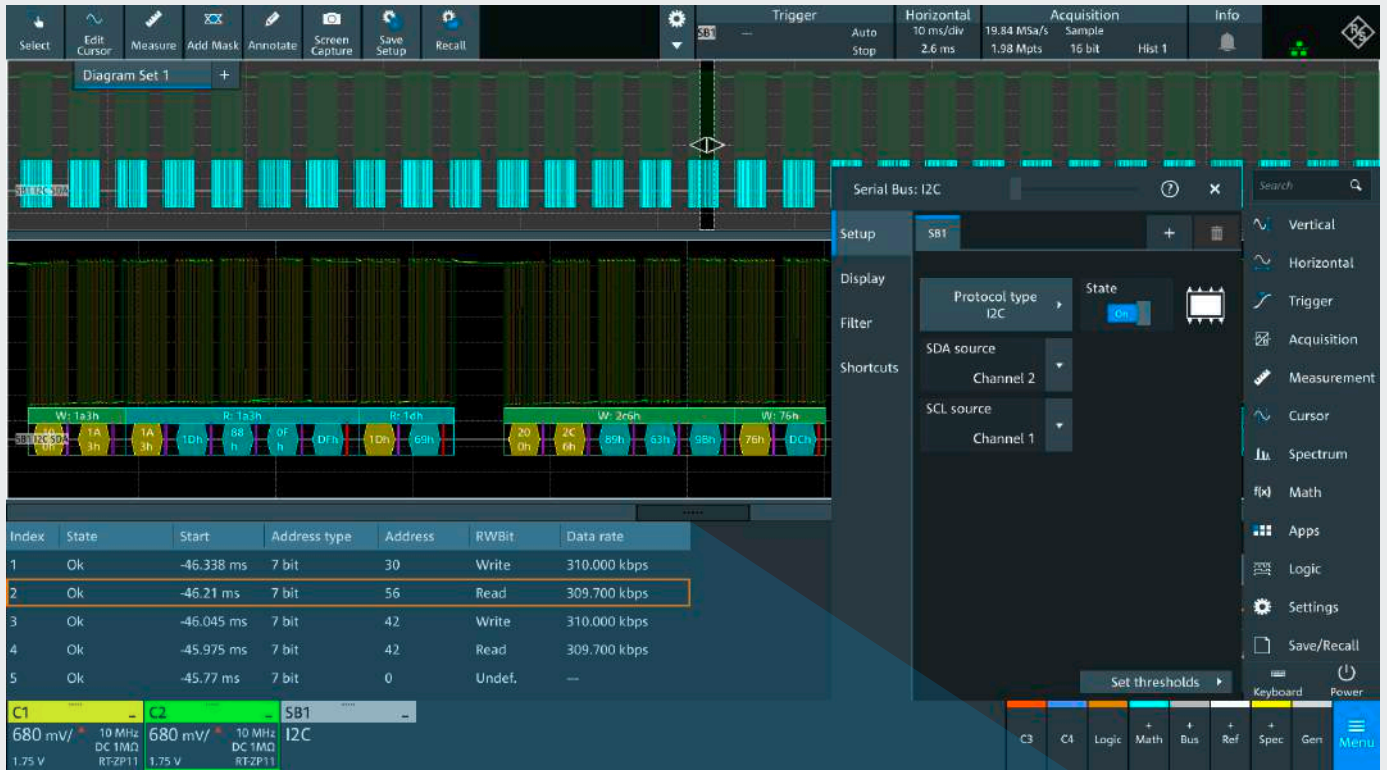 Select
Edit
Cursor
Measure
Add Mask
Annotate
Screen
Capture
Save
Setup
Recall
SB1
Trigger
---
Auto
Stop
Horizontal
10 ms/div
2.6 ms
Acquisition
19.84 MSa/s Sample
1.98 Mpts 16 bit Hist 1
Info
R&S
Diagram Set 1 +
SB1 I2C SDA
W: 1a3h R: 1a3h R: 1dh W: 2c6h W: 76h
SB1 I2C SDA
10
0h
1A
3h
1A
3h
1Dh
88
h
0F
h
DFh
1Dh
69h
20
0h
2C
6h
89h
63h
9Bh
76h
DCh
Serial Bus: I2C
Setup
Display
Filter
Shortcuts
SB1
+
Protocol type
I2C
State
On
SDA source
Channel 2
SCL source
Channel 1
Set thresholds
Search
Vertical
Horizontal
Trigger
Acquisition
Measurement
Cursor
Spectrum
f(x) Math
Apps
Logic
Settings
Save/Recall
Keyboard Power
Index State Start Address type Address RWBit Data rate
1 Ok -46.338 ms 7 bit 30 Write 310.000 kbps
2 Ok -46.21 ms 7 bit 56 Read 309.700 kbps
3 Ok -46.045 ms 7 bit 42 Write 310.000 kbps
4 Ok -45.975 ms 7 bit 42 Read 309.700 kbps
5 Ok -45.77 ms 7 bit 0 Undef. ---
C1
680 mV/ 10 MHz
DC 1MΩ
1.75 V RT-ZP11
C2
680 mV/ 10 MHz
DC 1MΩ
1.75 V RT-ZP11
SB1
I2C
C3
C4
Logic
+
Math
+
Bus
+
Ref
+
Spec
Gen
Menu